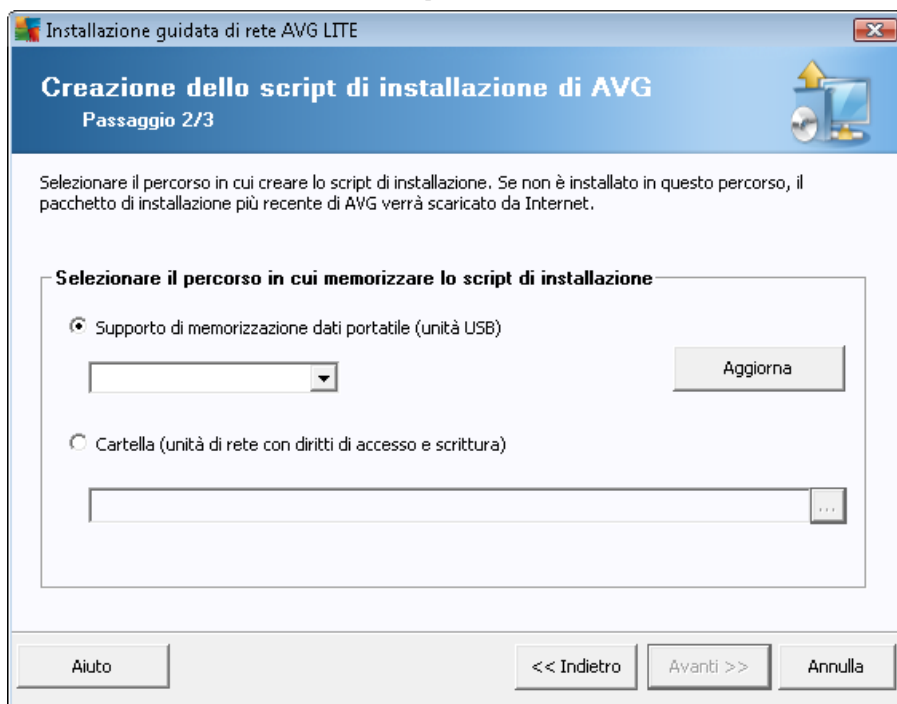 Installazione guidata di rete AVG LITE
Creazione dello script di installazione di AVG
Passaggio 2/3
Selezionare il percorso in cui creare lo script di installazione. Se non è installato in questo percorso, il
pacchetto di installazione più recente di AVG verrà scaricato da Internet.
Selezionare il percorso in cui memorizzare lo script di installazione
Supporto di memorizzazione dati portatile (unità USB)
Aggiorna
Cartella (unità di rete con diritti di accesso e scrittura)
...
Aiuto
<< Indietro
Avanti >>
Annulla